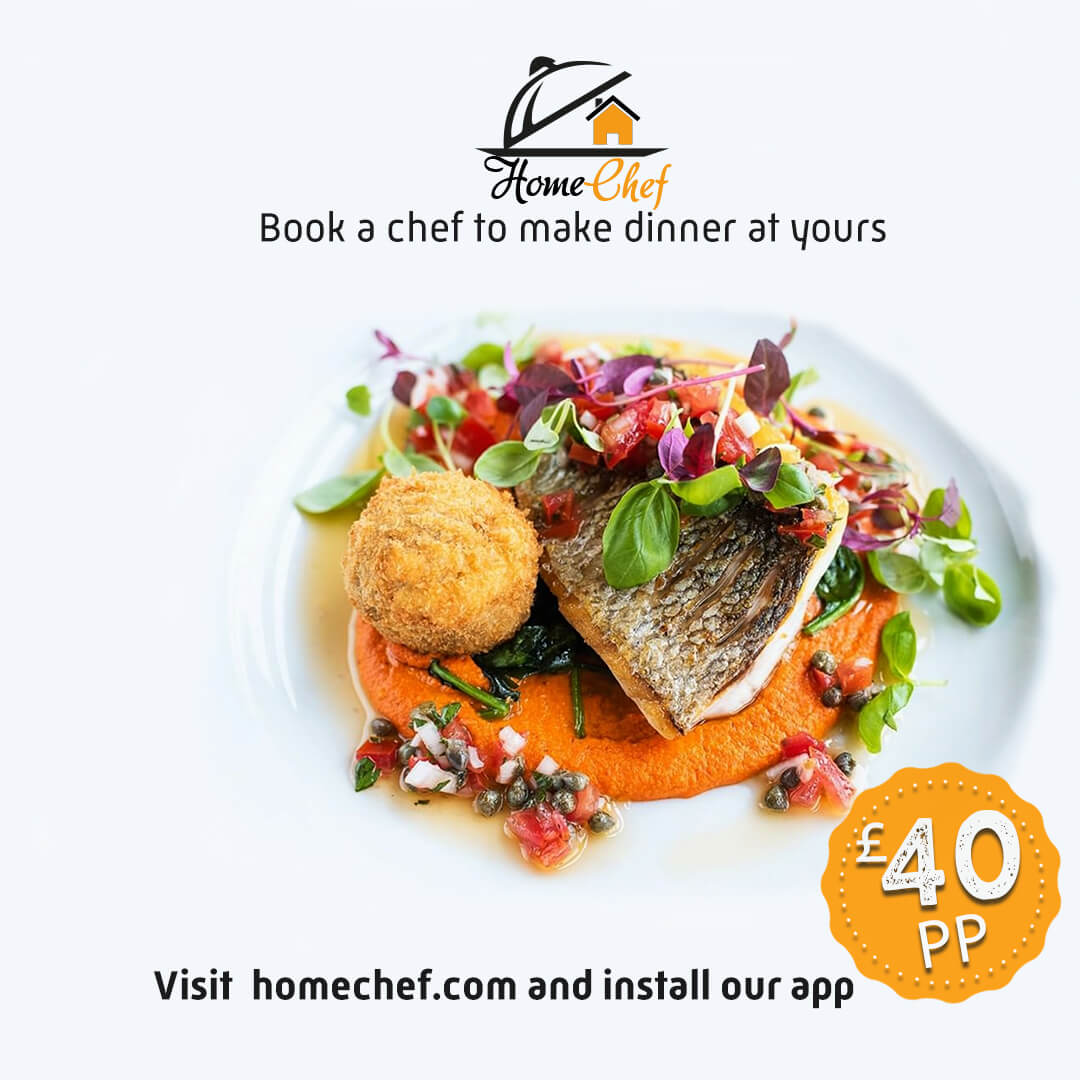 Home Chef
Book a chef to make dinner at yours
£40
PP
Visit homechef.com and install our app